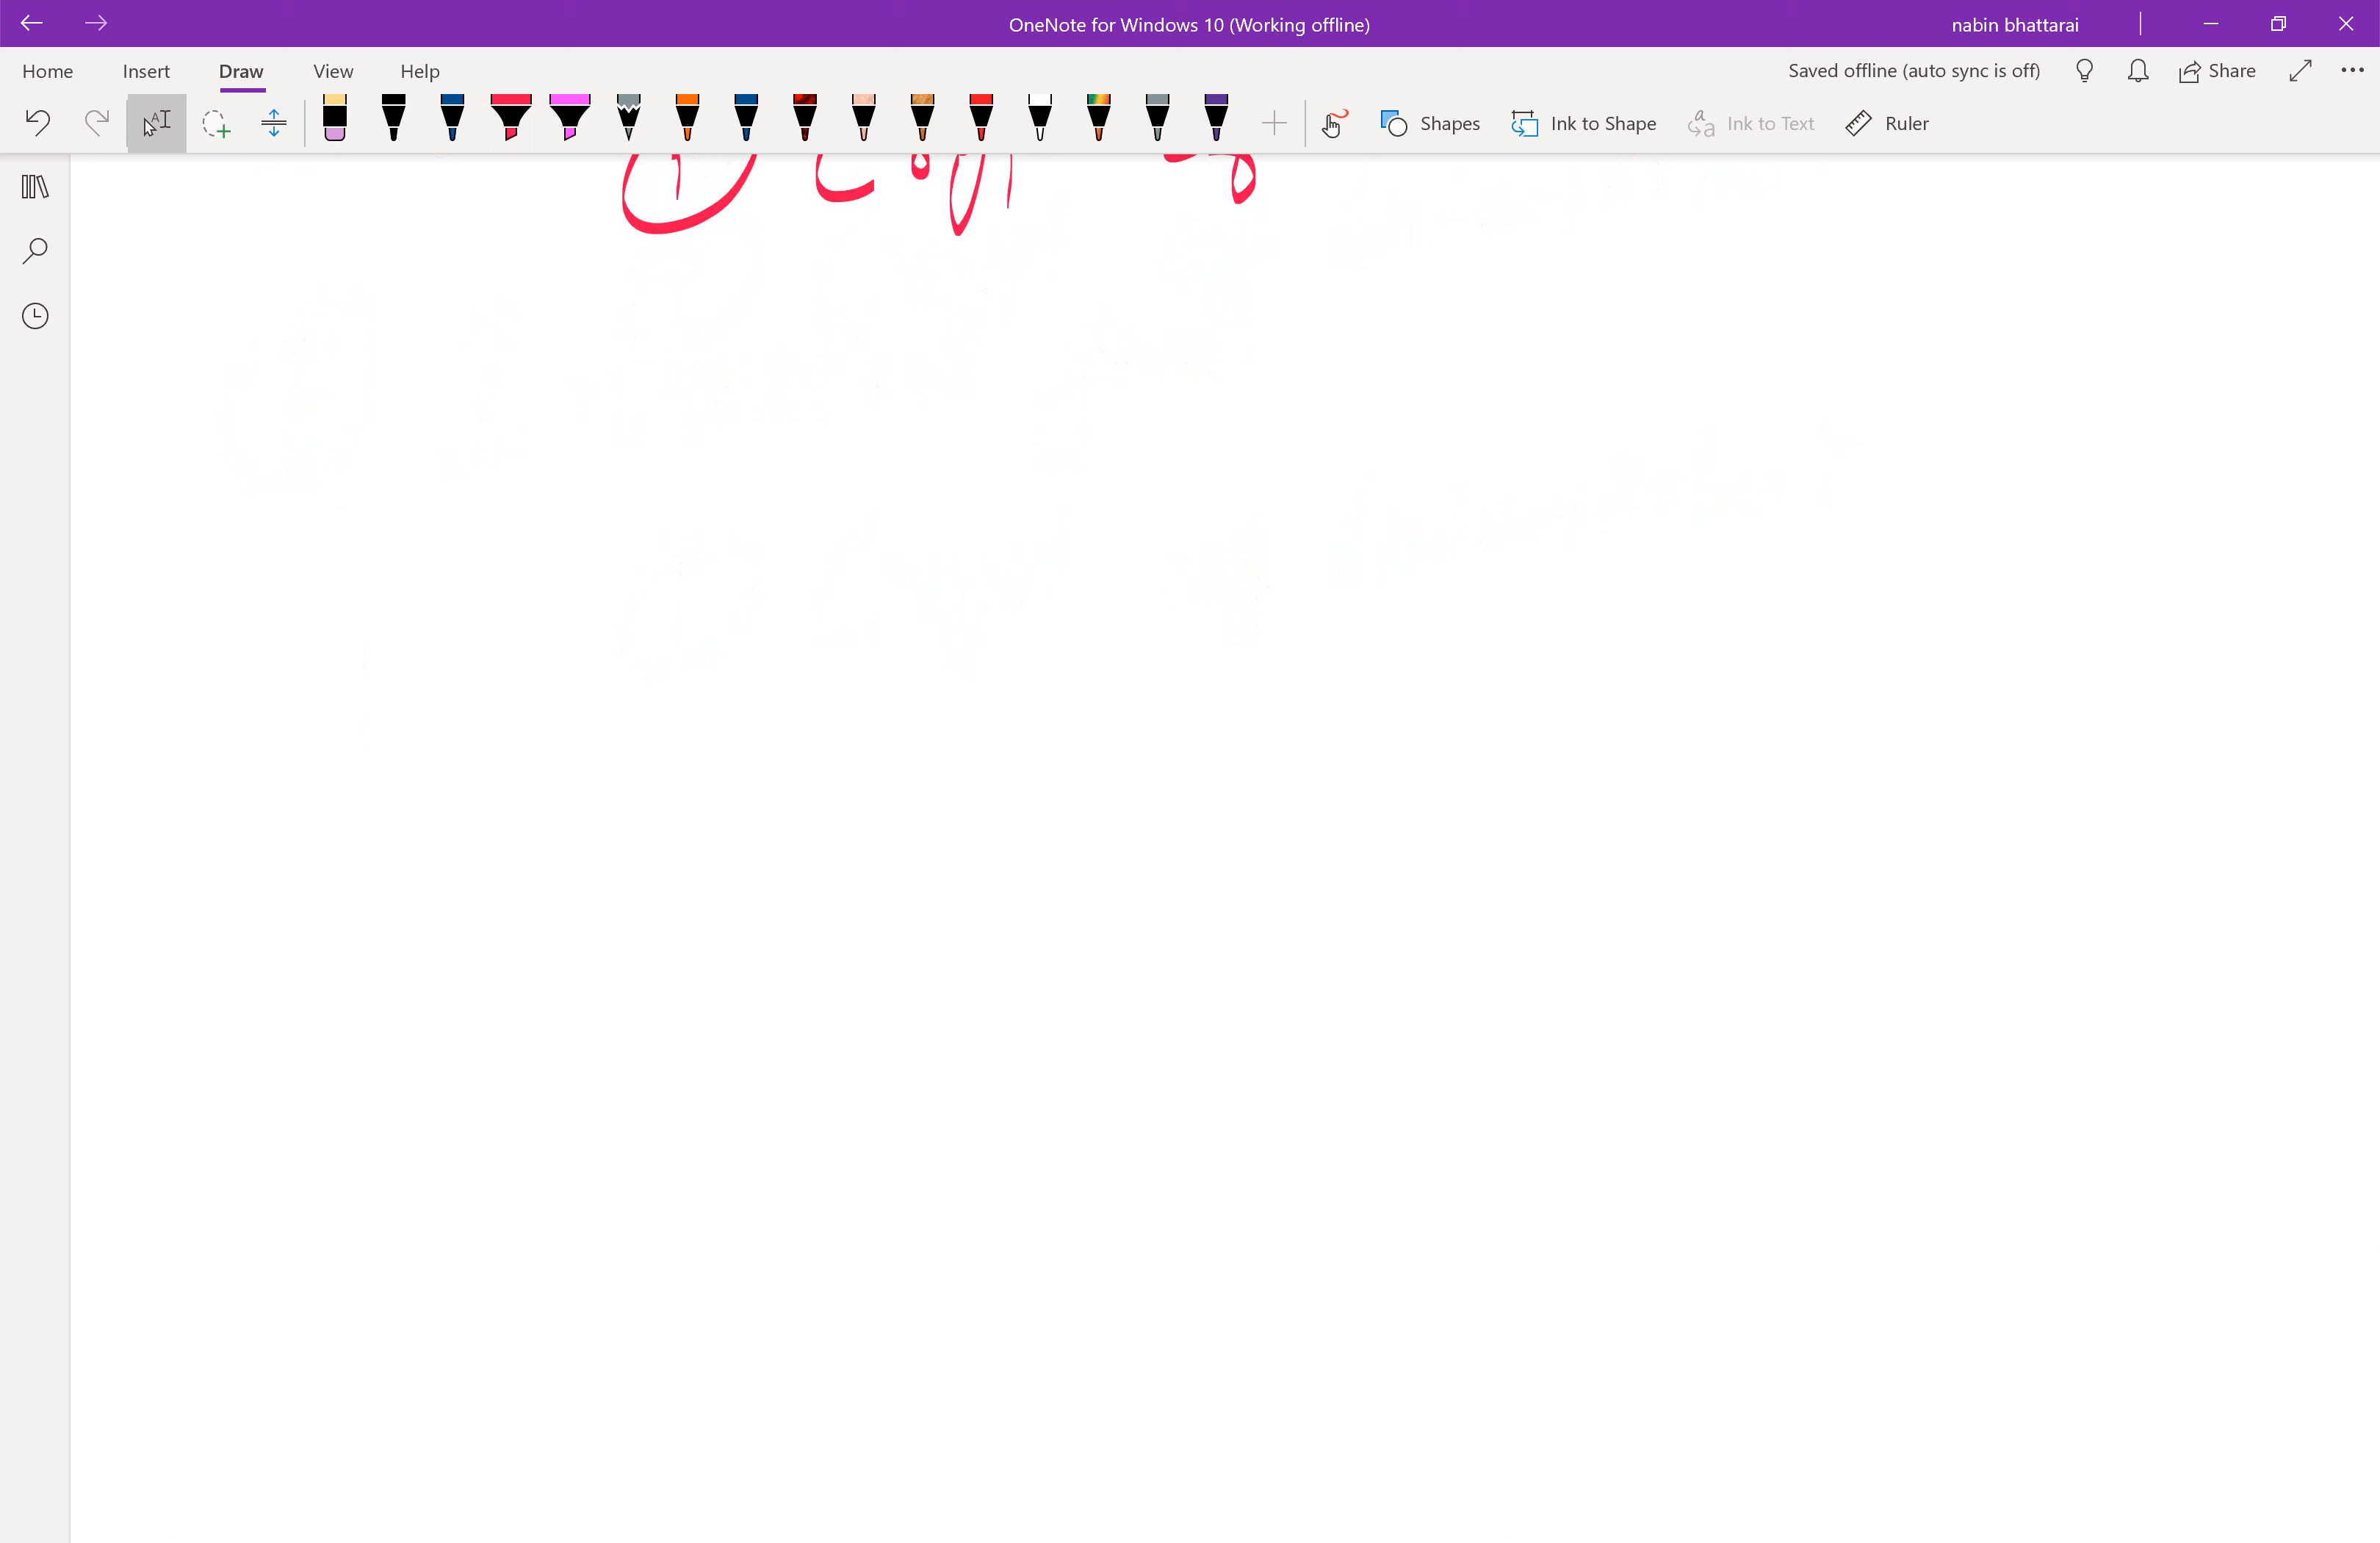 OneNote for Windows 10 (Working offline)
nabin bhattarai
Home Insert Draw View Help
Saved offline (auto sync is off) Share
Shapes Ink to Shape Ink to Text Ruler